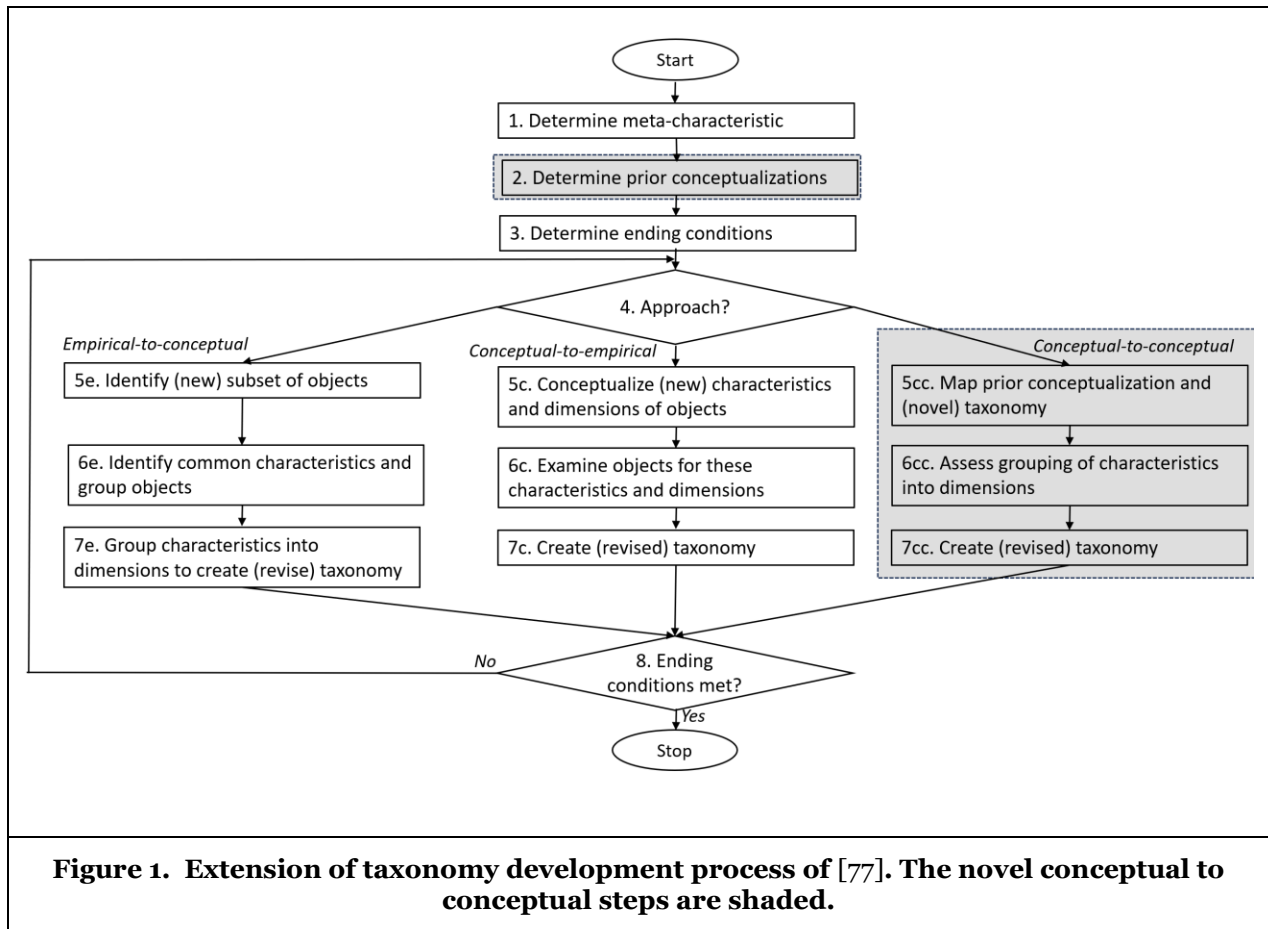 Start
1. Determine meta-characteristic
2. Determine prior conceptualizations
3. Determine ending conditions
4. Approach?
Empirical-to-conceptual
5e. Identify (new) subset of objects
6e. Identify common characteristics and
group objects
7e. Group characteristics into
dimensions to create (revise) taxonomy
Conceptual-to-empirical
5c. Conceptualize (new) characteristics
and dimensions of objects
6c. Examine objects for these
characteristics and dimensions
7c. Create (revised) taxonomy
Conceptual-to-conceptual
5cc. Map prior conceptualization and
(novel) taxonomy
6cc. Assess grouping of characteristics
into dimensions
7cc. Create (revised) taxonomy
No
8. Ending
conditions met?
Yes
Stop
Figure 1. Extension of taxonomy development process of [77]. The novel conceptual to
conceptual steps are shaded.